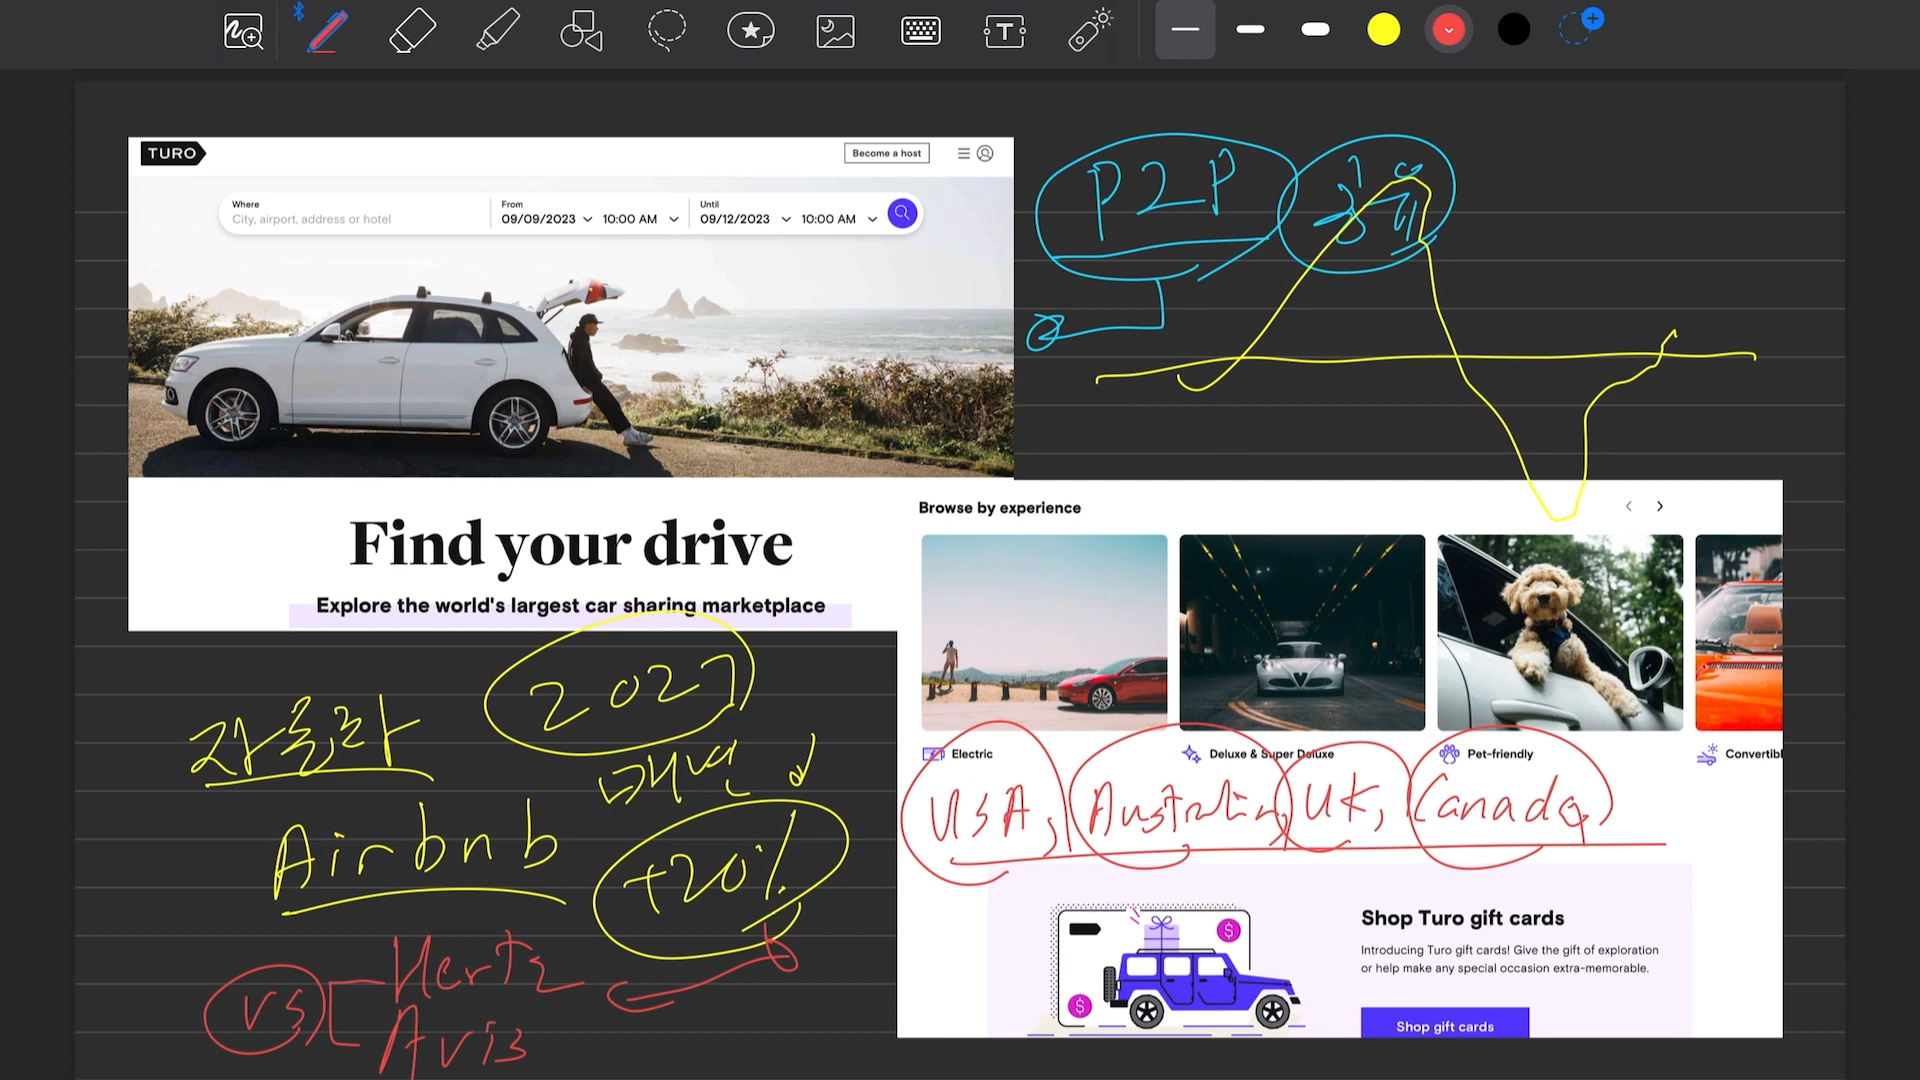 TURO
Become a host
Where
City, airport, address or hotel
From
09/09/2023 10:00 AM
Until
09/12/2023 10:00 AM
P2P
Find your drive
Explore the world's largest car sharing marketplace
Browse by experience
Electric
Deluxe & Super Deluxe
Pet-friendly
Convertibl
USA, Australia, UK, Canada
2027
매년
Airbnb
+20%
vs
Hertz
Avis
Shop Turo gift cards
Introducing Turo gift cards! Give the gift of exploration
or help make any special occasion extra-memorable.
Shop gift cards